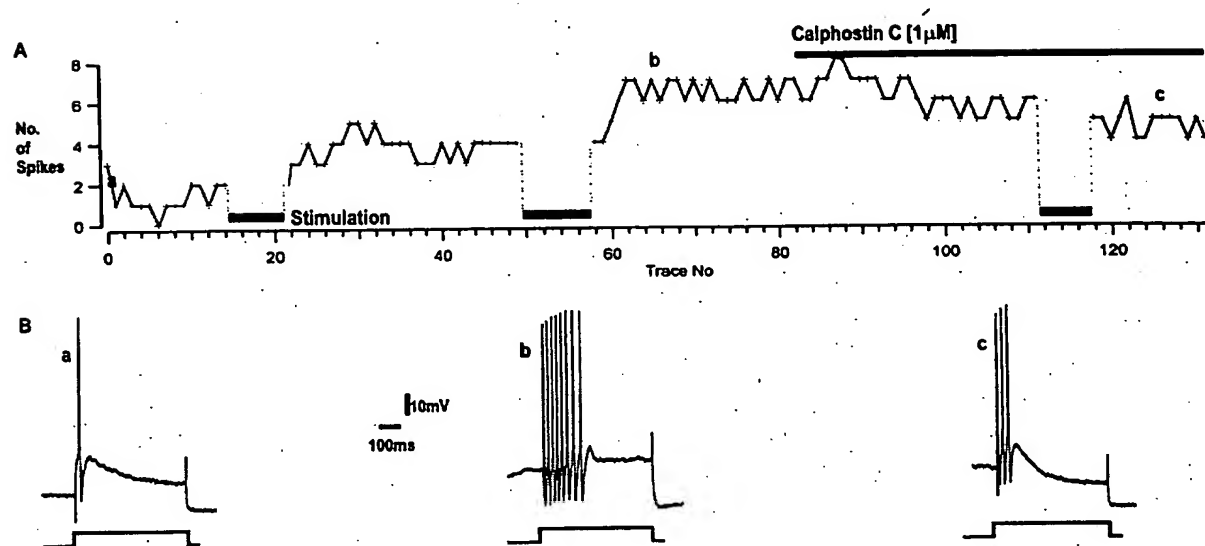 Calphostin C [1µM]
A
8
b
6
c
No.
of
Spikes
4
2
a
0
Stimulation
0 20 40 60 80 100 120
Trace No
B
a
b
c
10mV
100ms